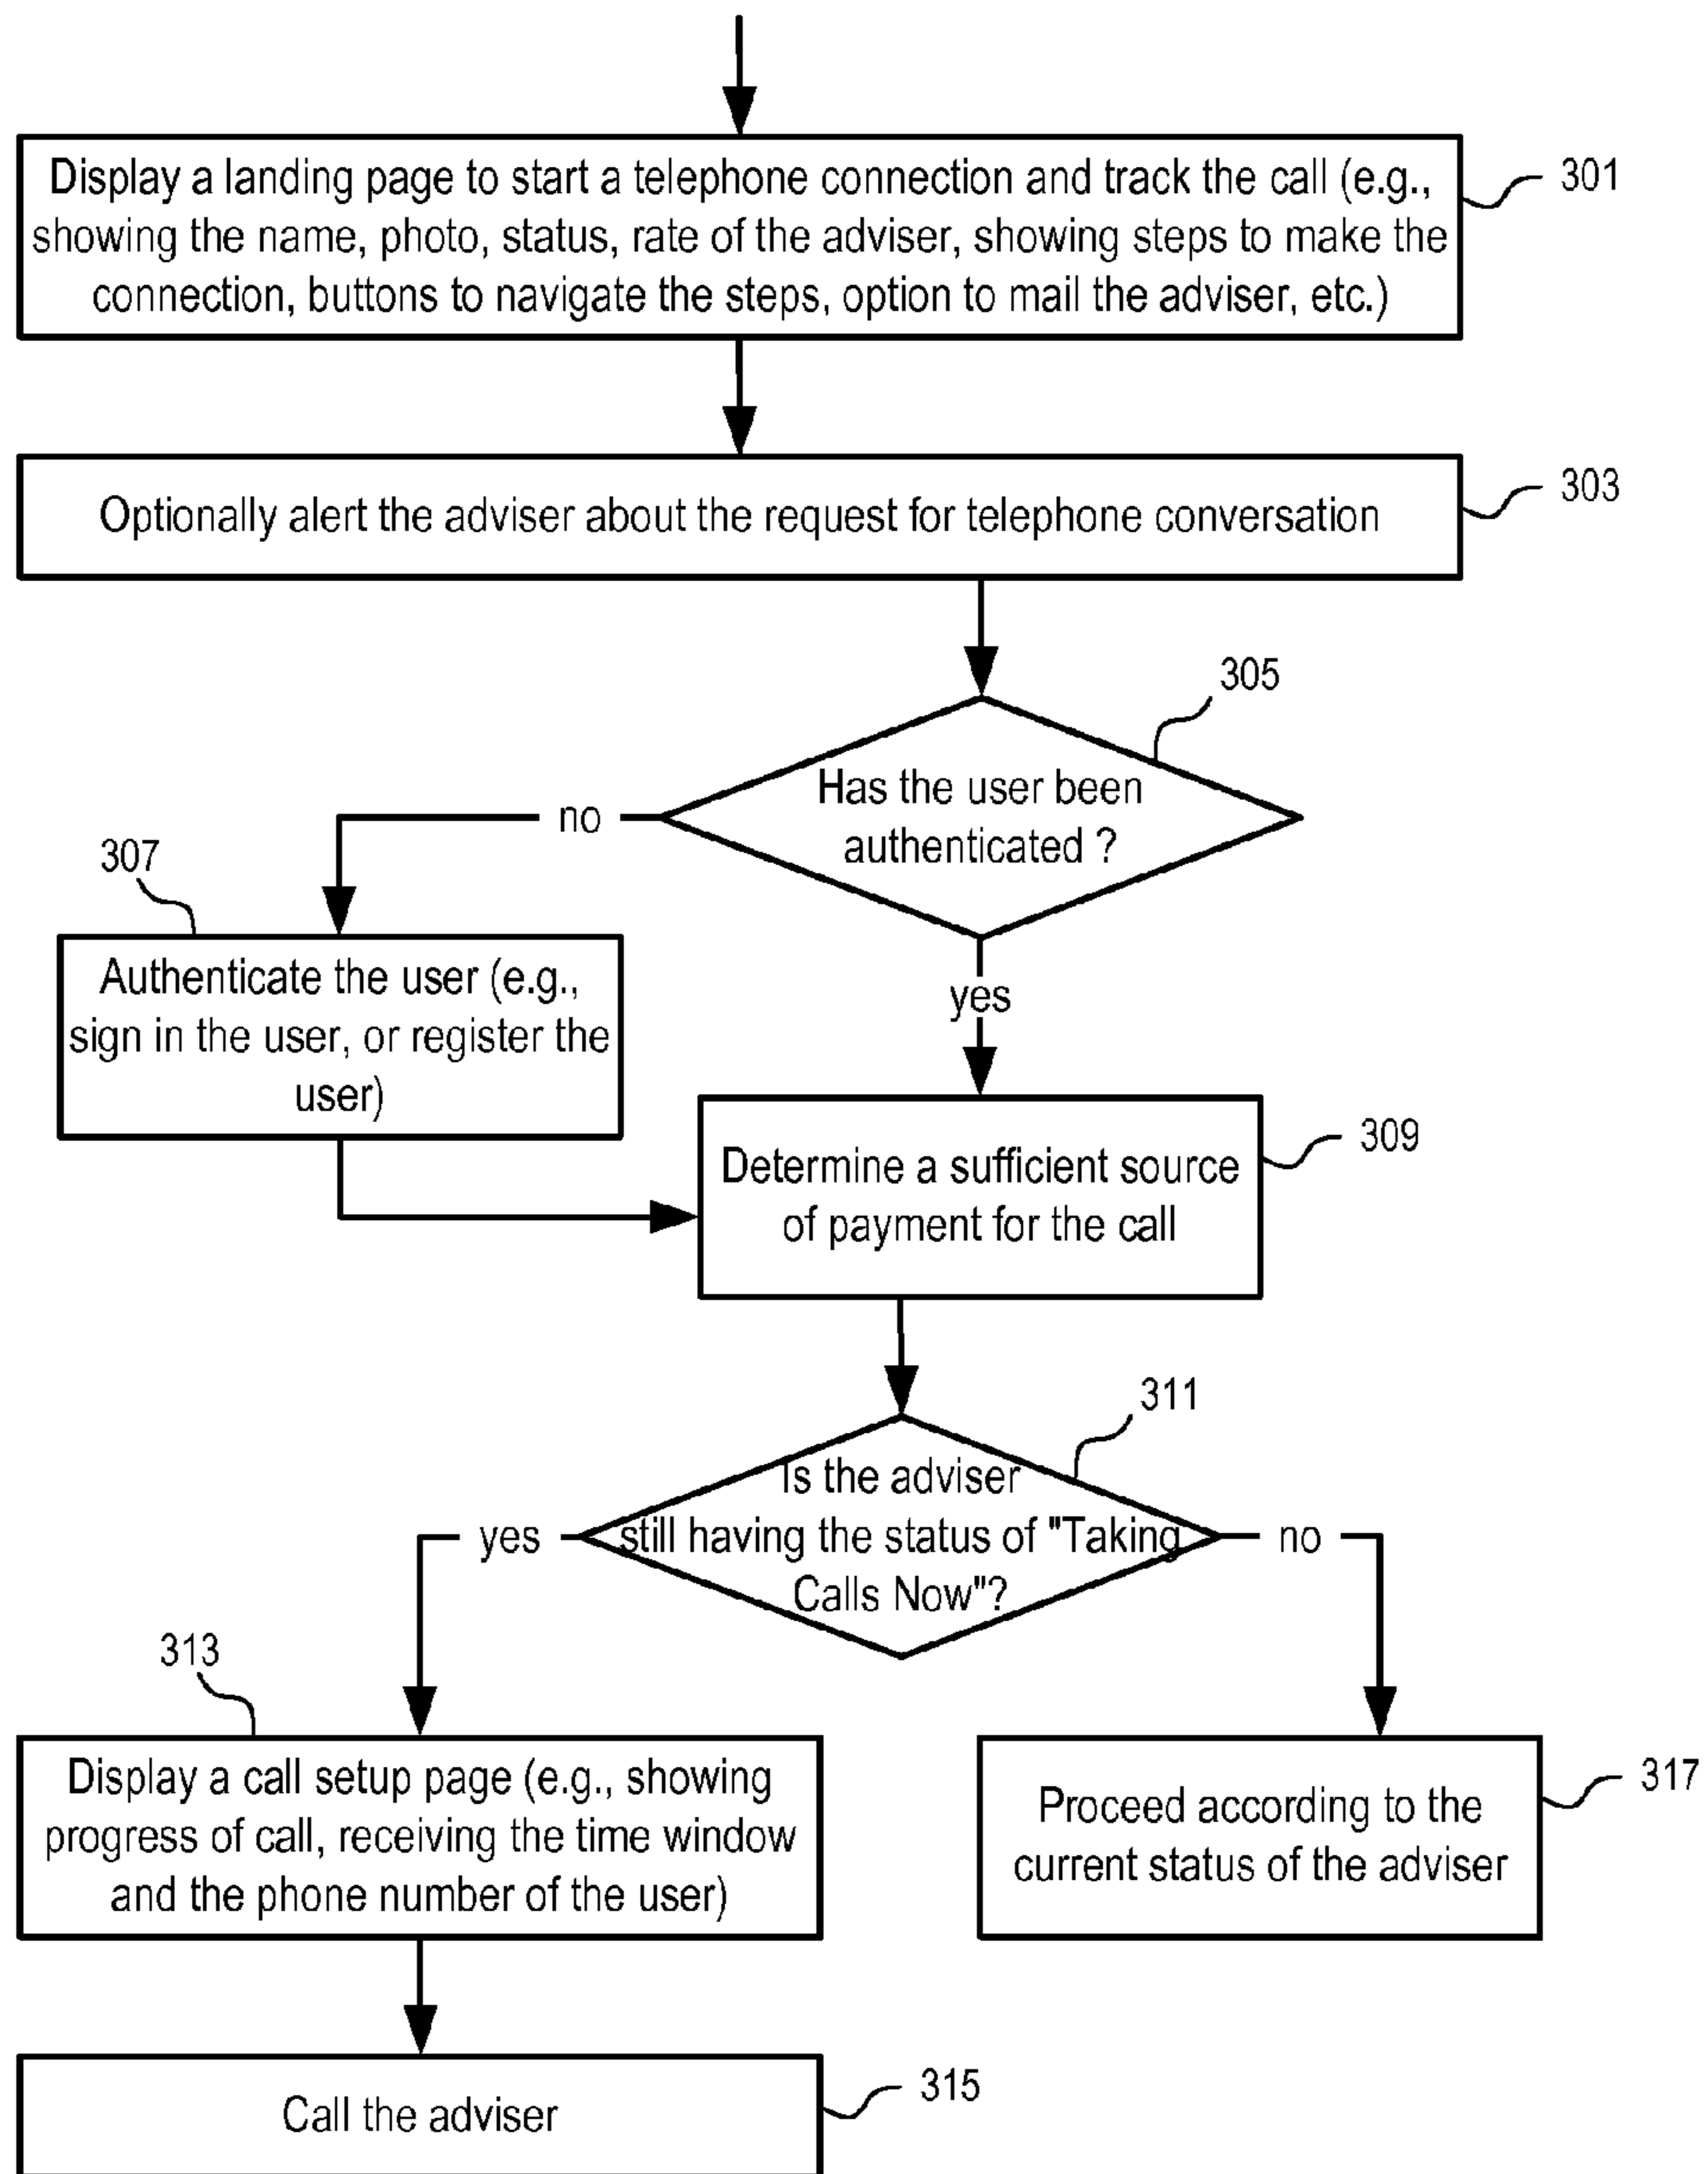 Display a landing page to start a telephone connection and track the call (e.g.,
showing the name, photo, status, rate of the adviser, showing steps to make the
connection, buttons to navigate the steps, option to mail the adviser, etc.)
301
Optionally alert the adviser about the request for telephone conversation
303
305
Has the user been
authenticated ?
no
307
Authenticate the user (e.g.,
sign in the user, or register the
user)
yes
309
Determine a sufficient source
of payment for the call
311
Is the adviser
still having the status of "Taking
Calls Now"?
yes
no
313
Display a call setup page (e.g., showing
progress of call, receiving the time window
and the phone number of the user)
317
Proceed according to the
current status of the adviser
315
Call the adviser